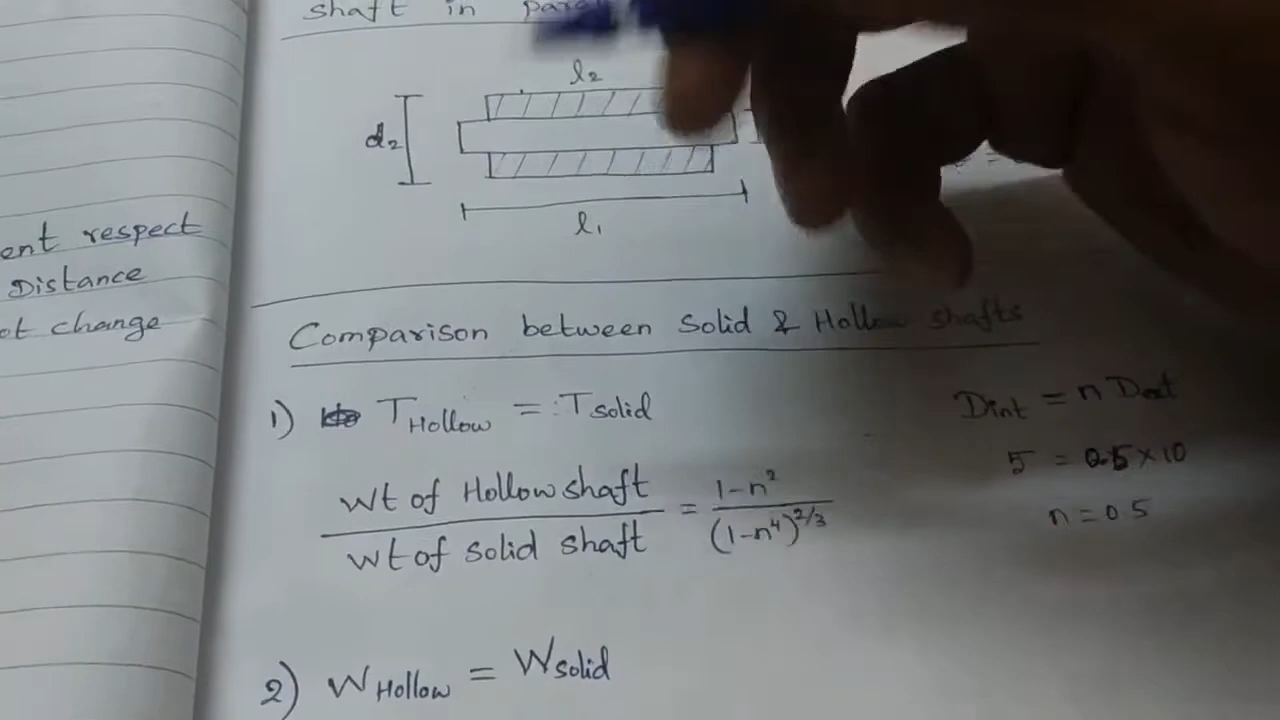 shaft in
l2
d2
l1
ent respect
Distance
ot change
Comparison between Solid & Hollow shafts
1) THollow = Tsolid
Dint = n Dext
5 = 0.5 × 10
n = 0.5
Wt of Hollow shaft / Wt of solid shaft = 1-n² / (1-n⁴)^2/3
2) WHollow = Wsolid